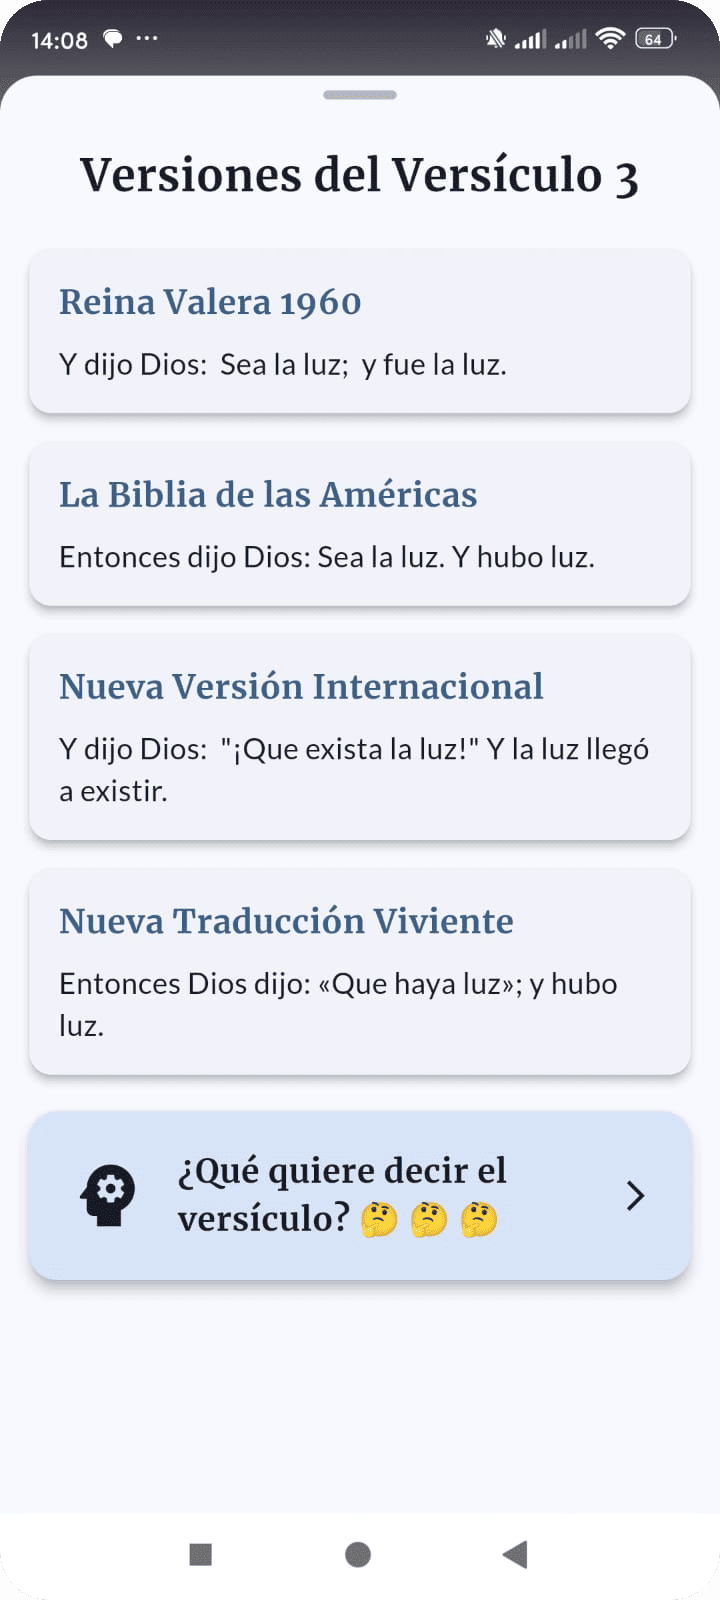 14:08
64
Versiones del Versículo 3
Reina Valera 1960
Y dijo Dios:  Sea la luz;  y fue la luz.
La Biblia de las Américas
Entonces dijo Dios: Sea la luz. Y hubo luz.
Nueva Versión Internacional
Y dijo Dios:  "¡Que exista la luz!" Y la luz llegó
a existir.
Nueva Traducción Viviente
Entonces Dios dijo: «Que haya luz»; y hubo
luz.
¿Qué quiere decir el
versículo? 🤔 🤔 🤔